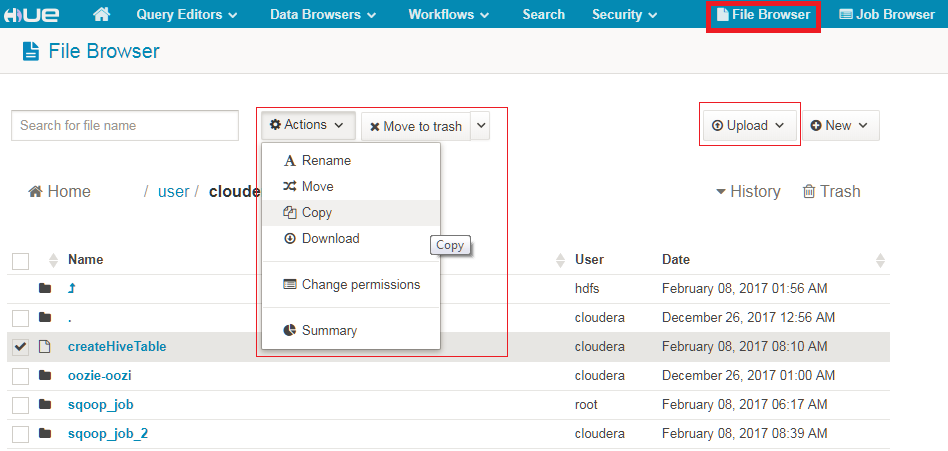 HUE Query Editors Data Browsers Workflows Search Security File Browser Job Browser
File Browser
Search for file name Actions Move to trash Upload New
Rename
Move
Home / user / cloudera History Trash
Copy
Download
Copy
Name User Date
Change permissions
hdfs February 08, 2017 01:56 AM
. cloudera December 26, 2017 12:56 AM
Summary
createHiveTable cloudera February 08, 2017 08:10 AM
oozie-oozi cloudera December 26, 2017 01:00 AM
sqoop_job root February 08, 2017 06:17 AM
sqoop_job_2 cloudera February 08, 2017 08:39 AM